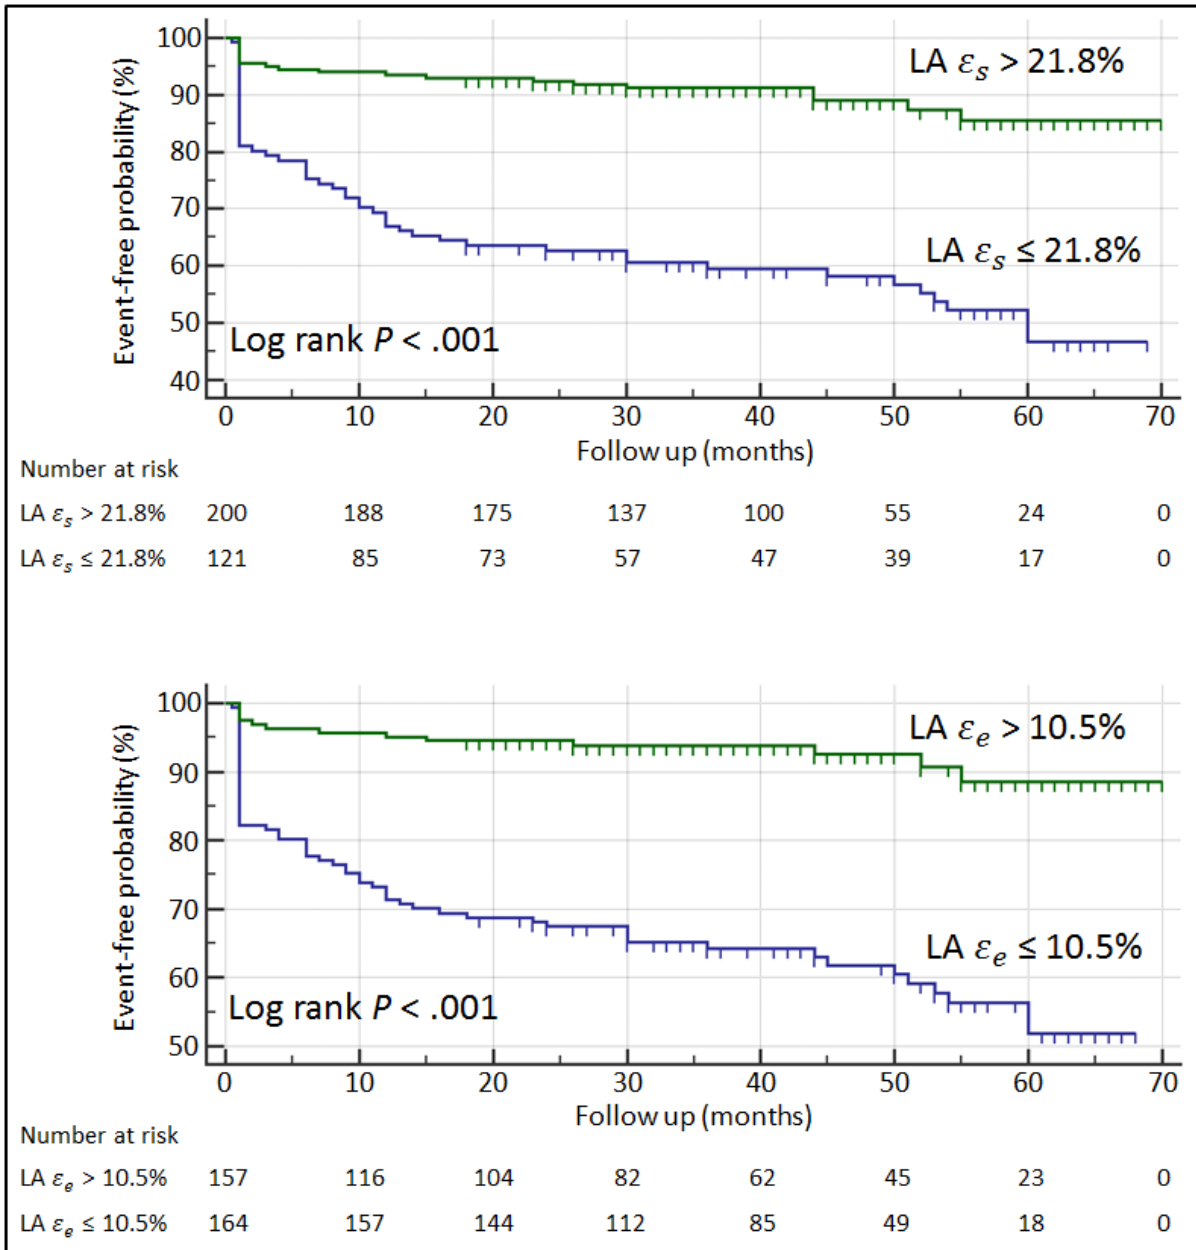 100
90
80
70
60
50
40
Event-free probability (%)
LA εs > 21.8%
LA εs ≤ 21.8%
Log rank P < .001
0 10 20 30 40 50 60 70
Follow up (months)
Number at risk
LA εs > 21.8% 200 188 175 137 100 55 24 0
LA εs ≤ 21.8% 121 85 73 57 47 39 17 0
100
90
80
70
60
50
Event-free probability (%)
LA εe > 10.5%
LA εe ≤ 10.5%
Log rank P < .001
0 10 20 30 40 50 60 70
Follow up (months)
Number at risk
LA εe > 10.5% 157 116 104 82 62 45 23 0
LA εe ≤ 10.5% 164 157 144 112 85 49 18 0